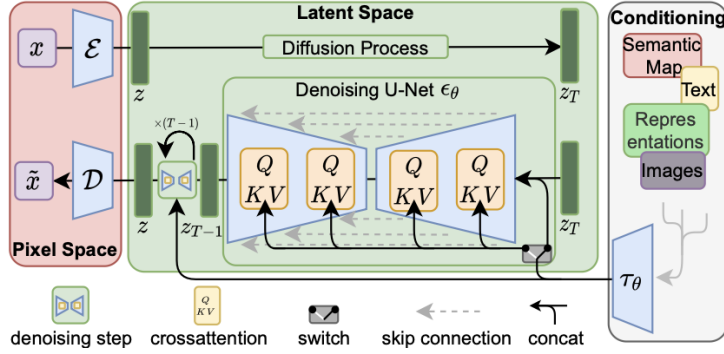 Latent Space
Conditioning
x
ℰ
Diffusion Process
z
z_T
Semantic
Map
Text
Repres
entations
Images
Denoising U-Net ϵ_θ
×(T−1)
x̃
𝒟
Q
KV
Q
KV
Q
KV
Q
KV
z
z_{T−1}
z_T
Pixel Space
τ_θ
Q
KV
denoising step
crossattention
switch
skip connection
concat